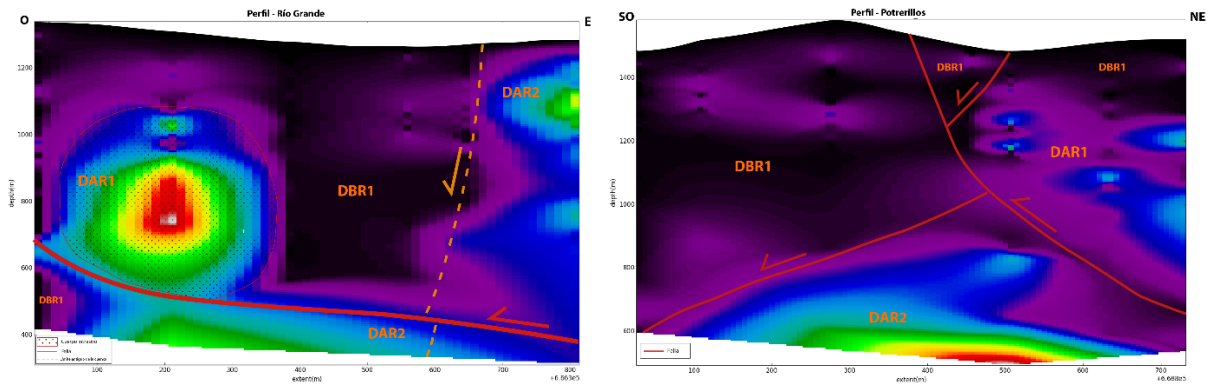 O
Perfil - Río Grande
E
DAR2
DAR1
DBR1
DBR1
DAR2
depth(m)
1200
1000
800
600
400
Falla
100
200
300
400
500
600
700
800
extent(m)
+6.863e5
SO
Perfil - Potrerillos
NE
DBR1
DBR1
DAR1
DBR1
DAR2
depth(m)
1400
1200
1000
800
600
Falla
100
200
300
400
500
600
700
extent(m)
+6.688e5